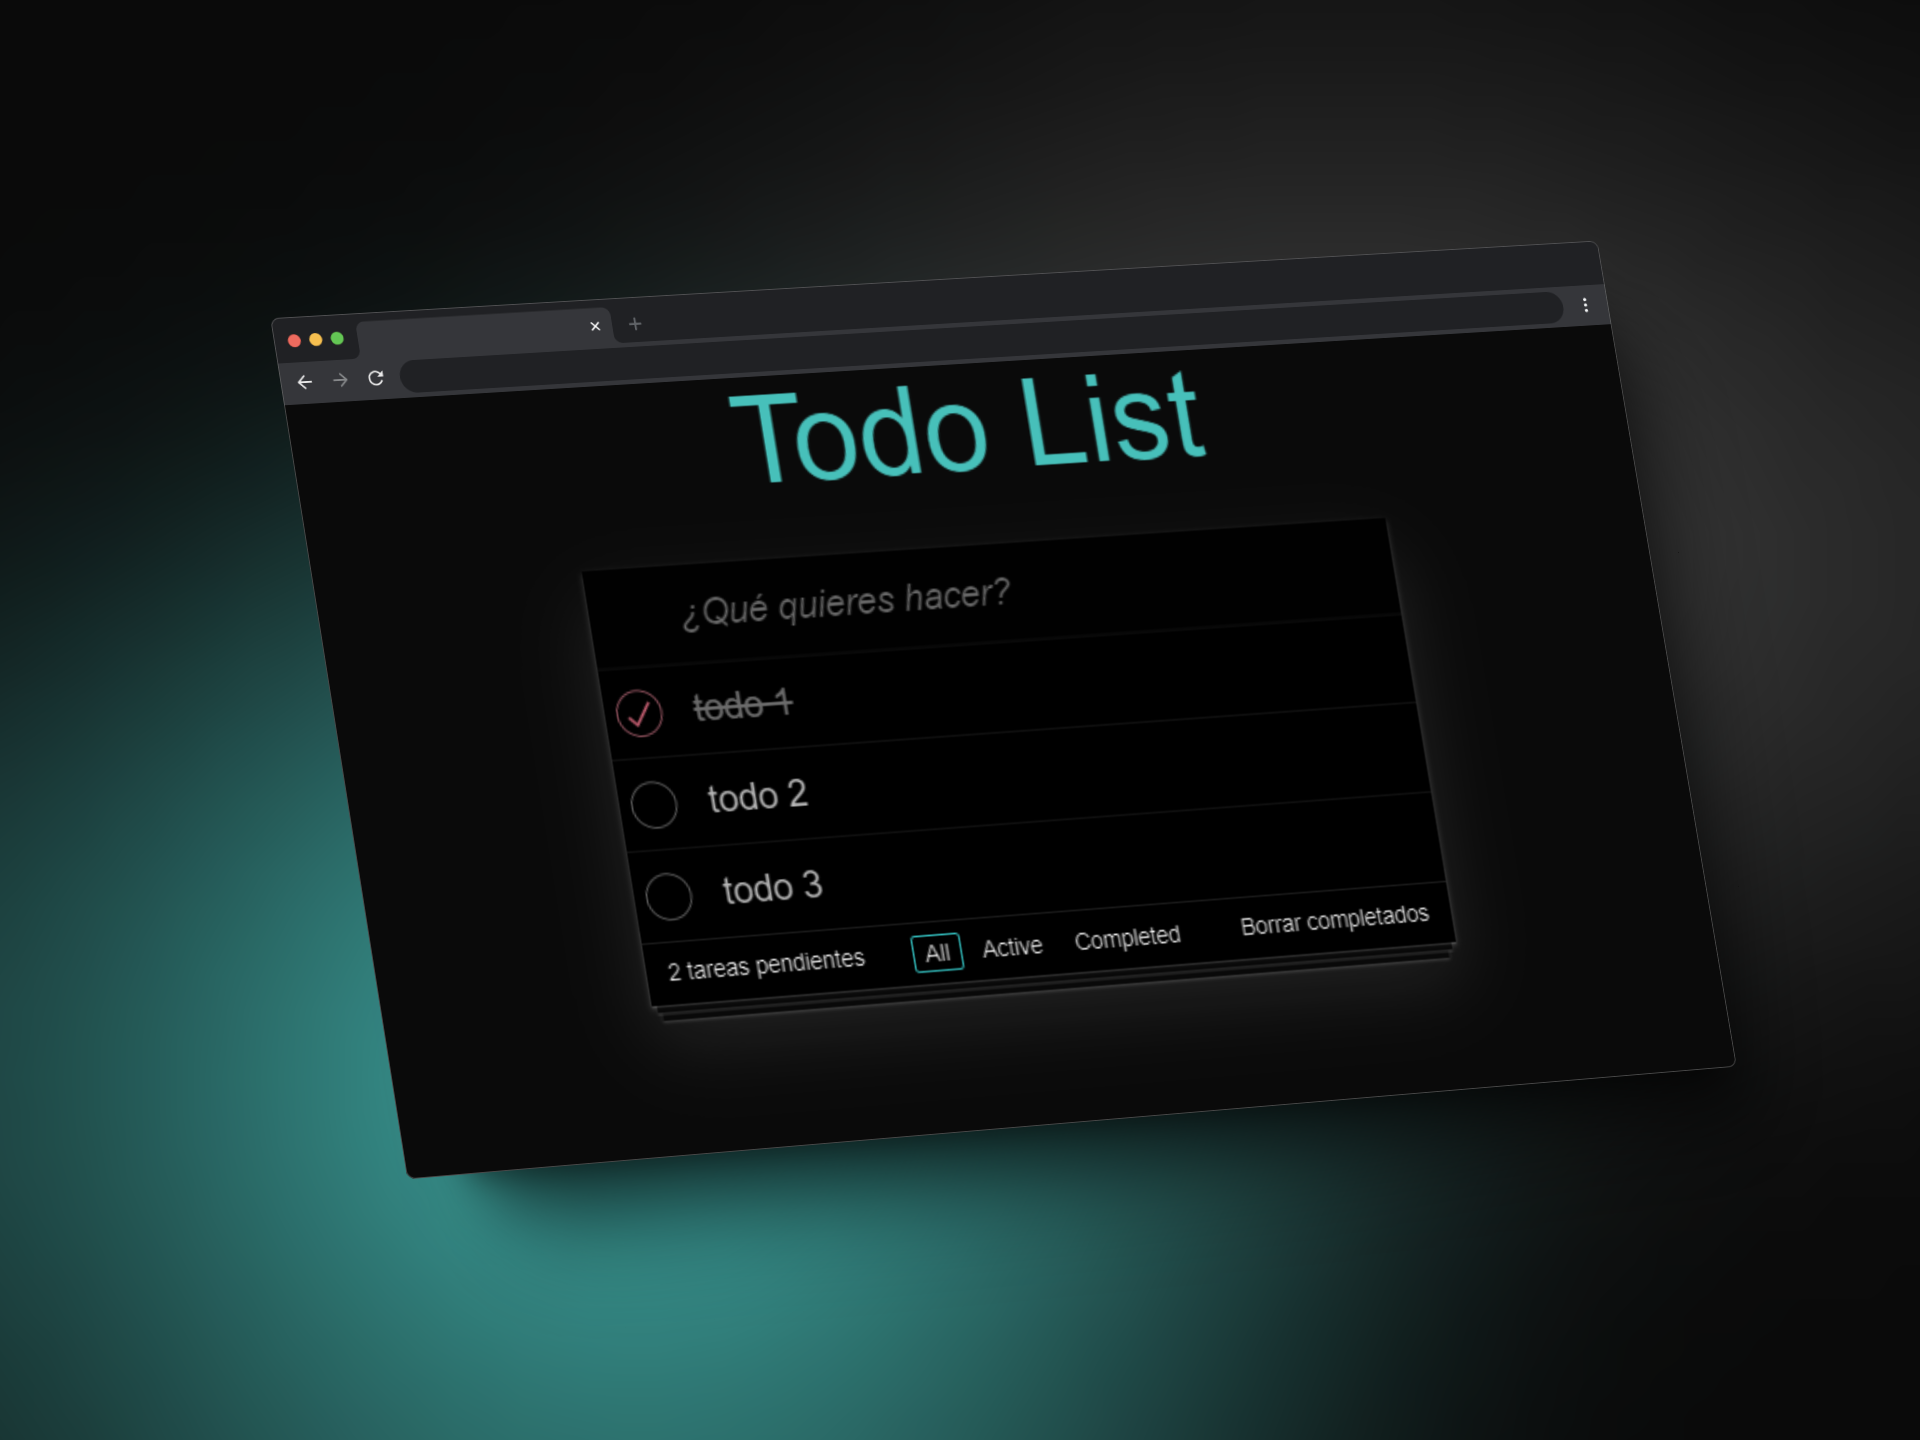 Todo List
¿Qué quieres hacer?
todo 1
todo 2
todo 3
2 tareas pendientes All Active Completed Borrar completados